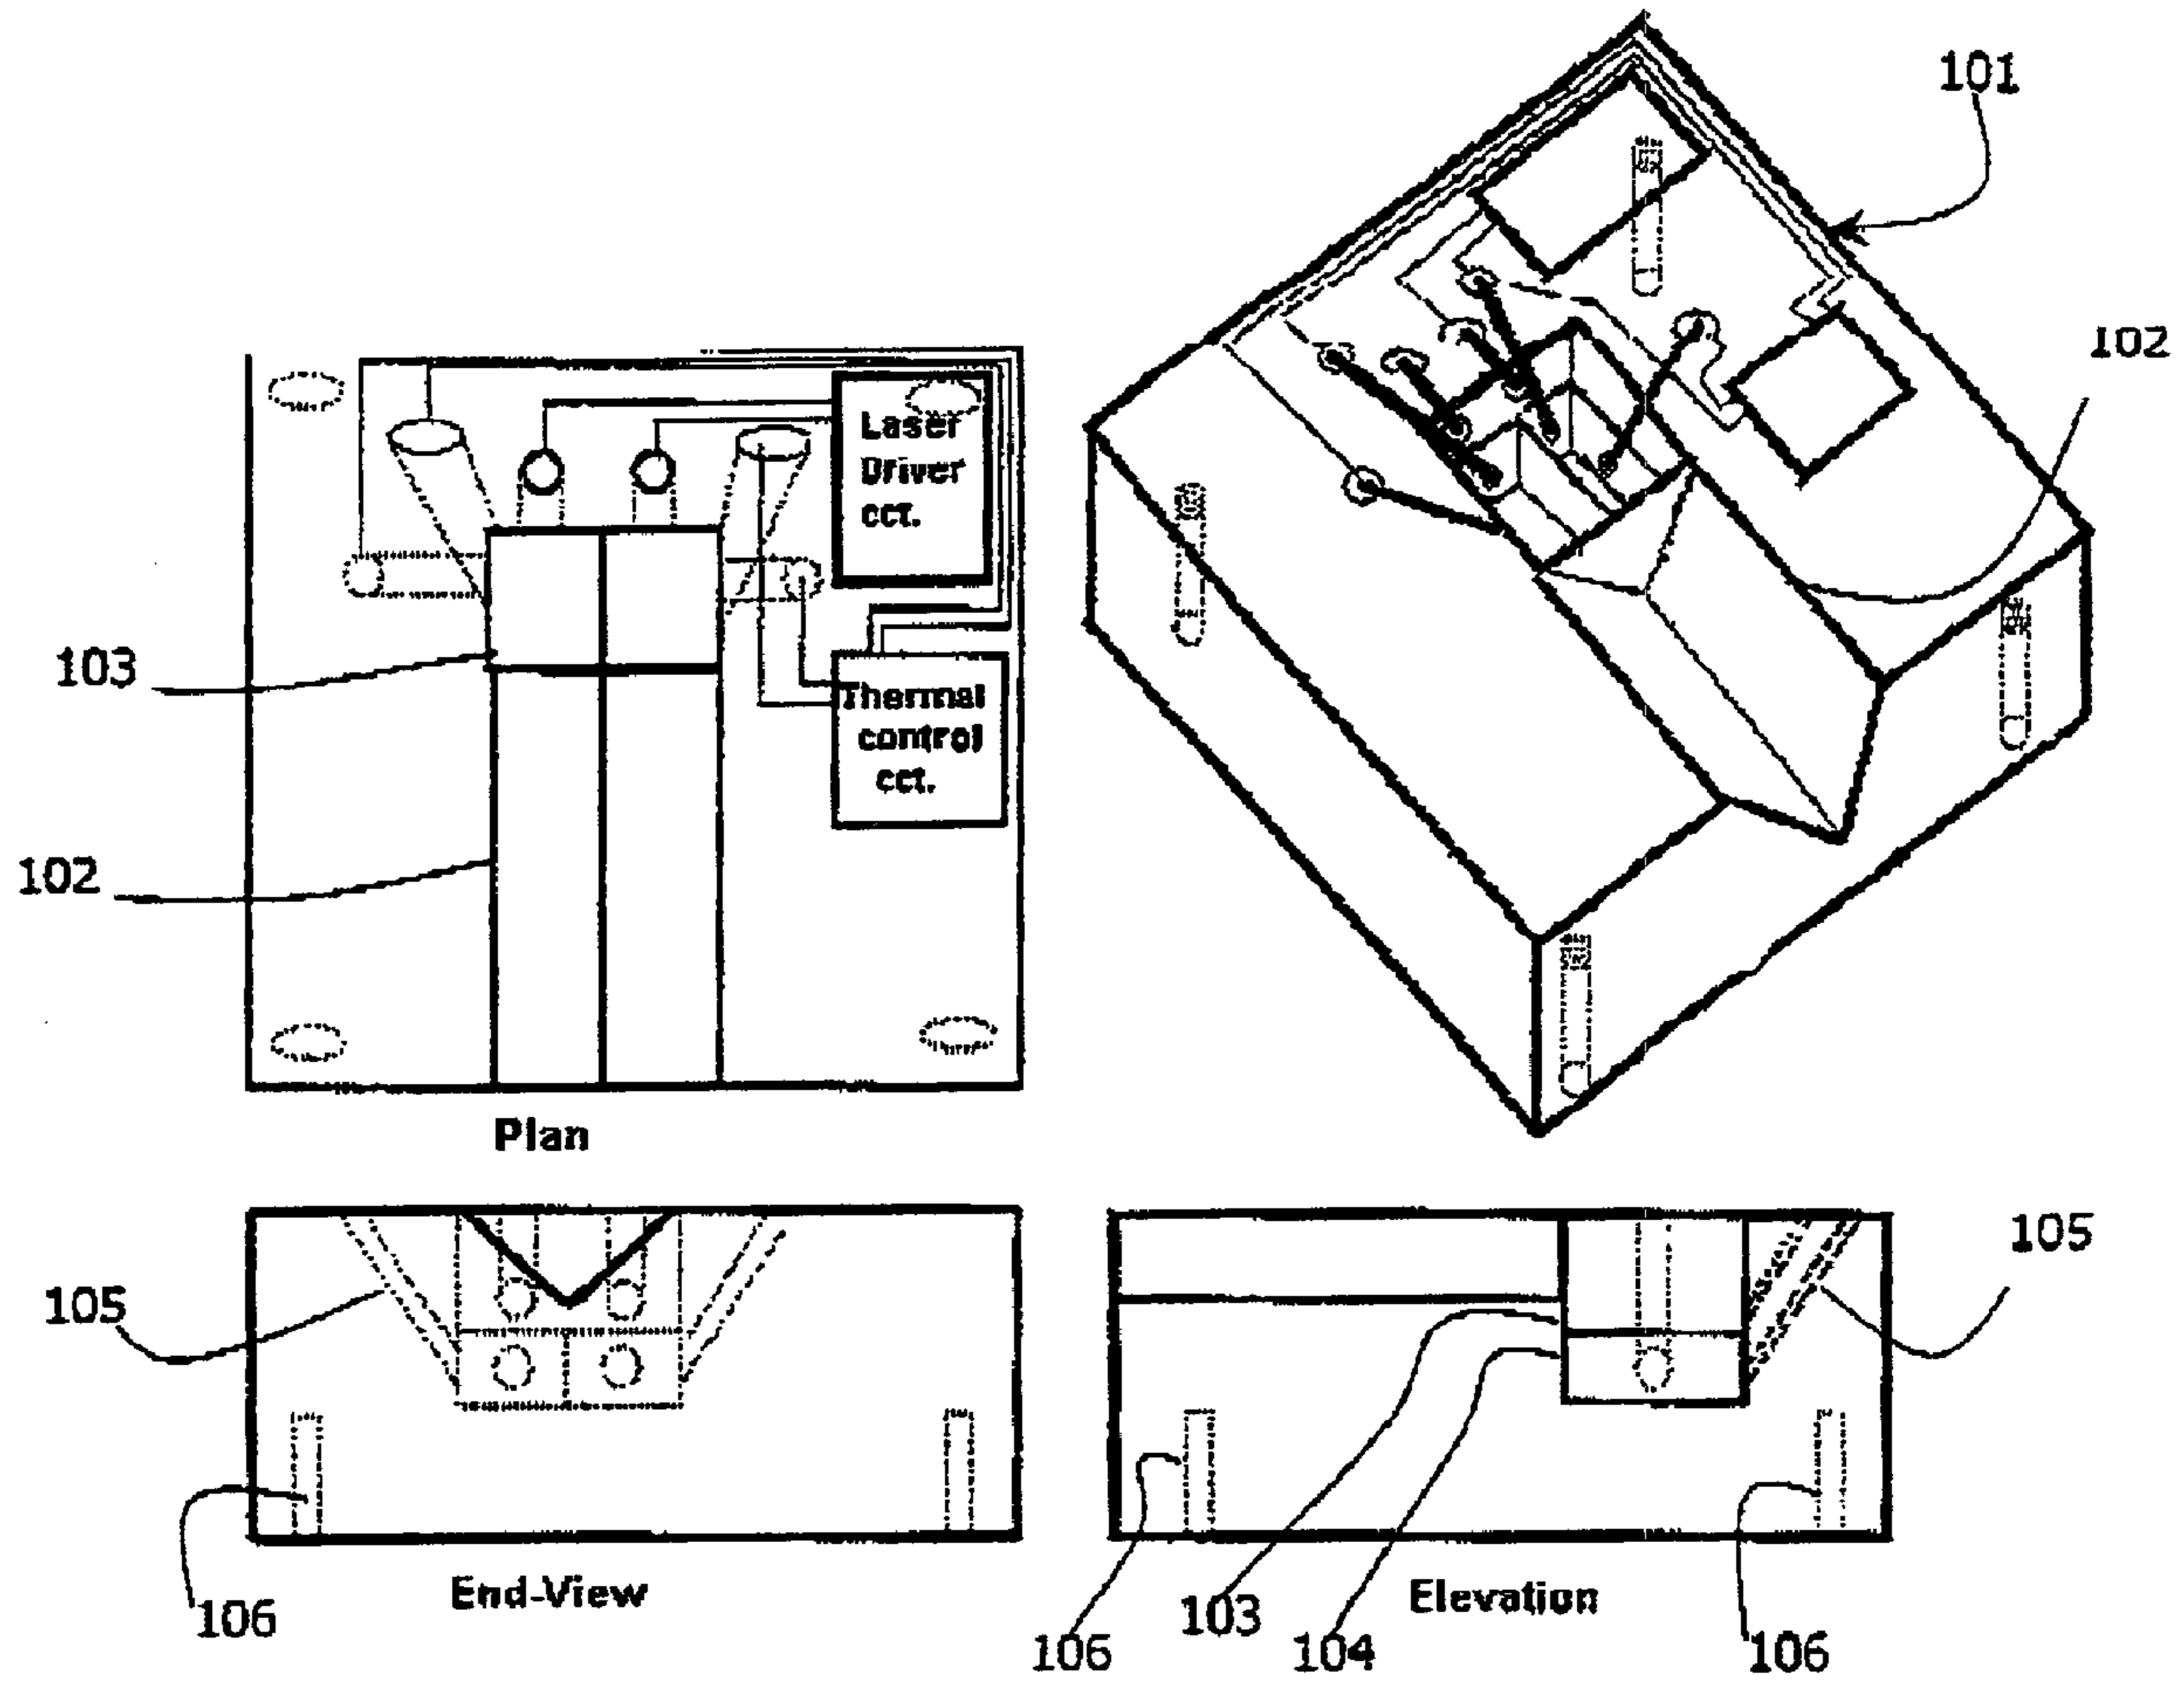 101
102
Laser
Driver
cct.
103
Thermal
control
cct.
102
Plan
105
105
106
End-View
Elevation
103
106
104
106